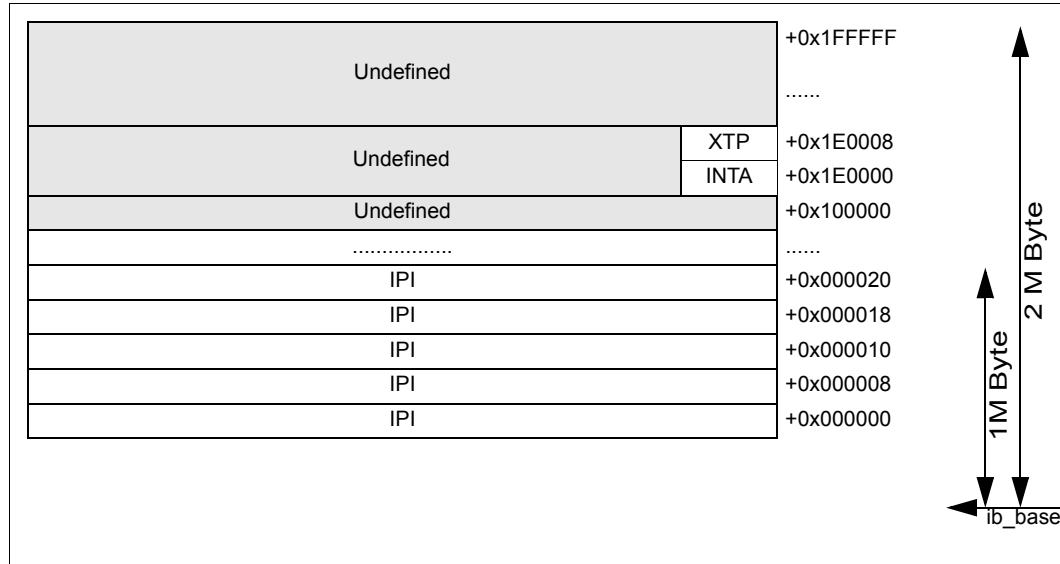 +0x1FFFFF
Undefined
......
XTP +0x1E0008
Undefined
INTA +0x1E0000
Undefined +0x100000
................. ......
IPI +0x000020
IPI +0x000018
IPI +0x000010
IPI +0x000008
IPI +0x000000
2 M Byte
1M Byte
ib_base